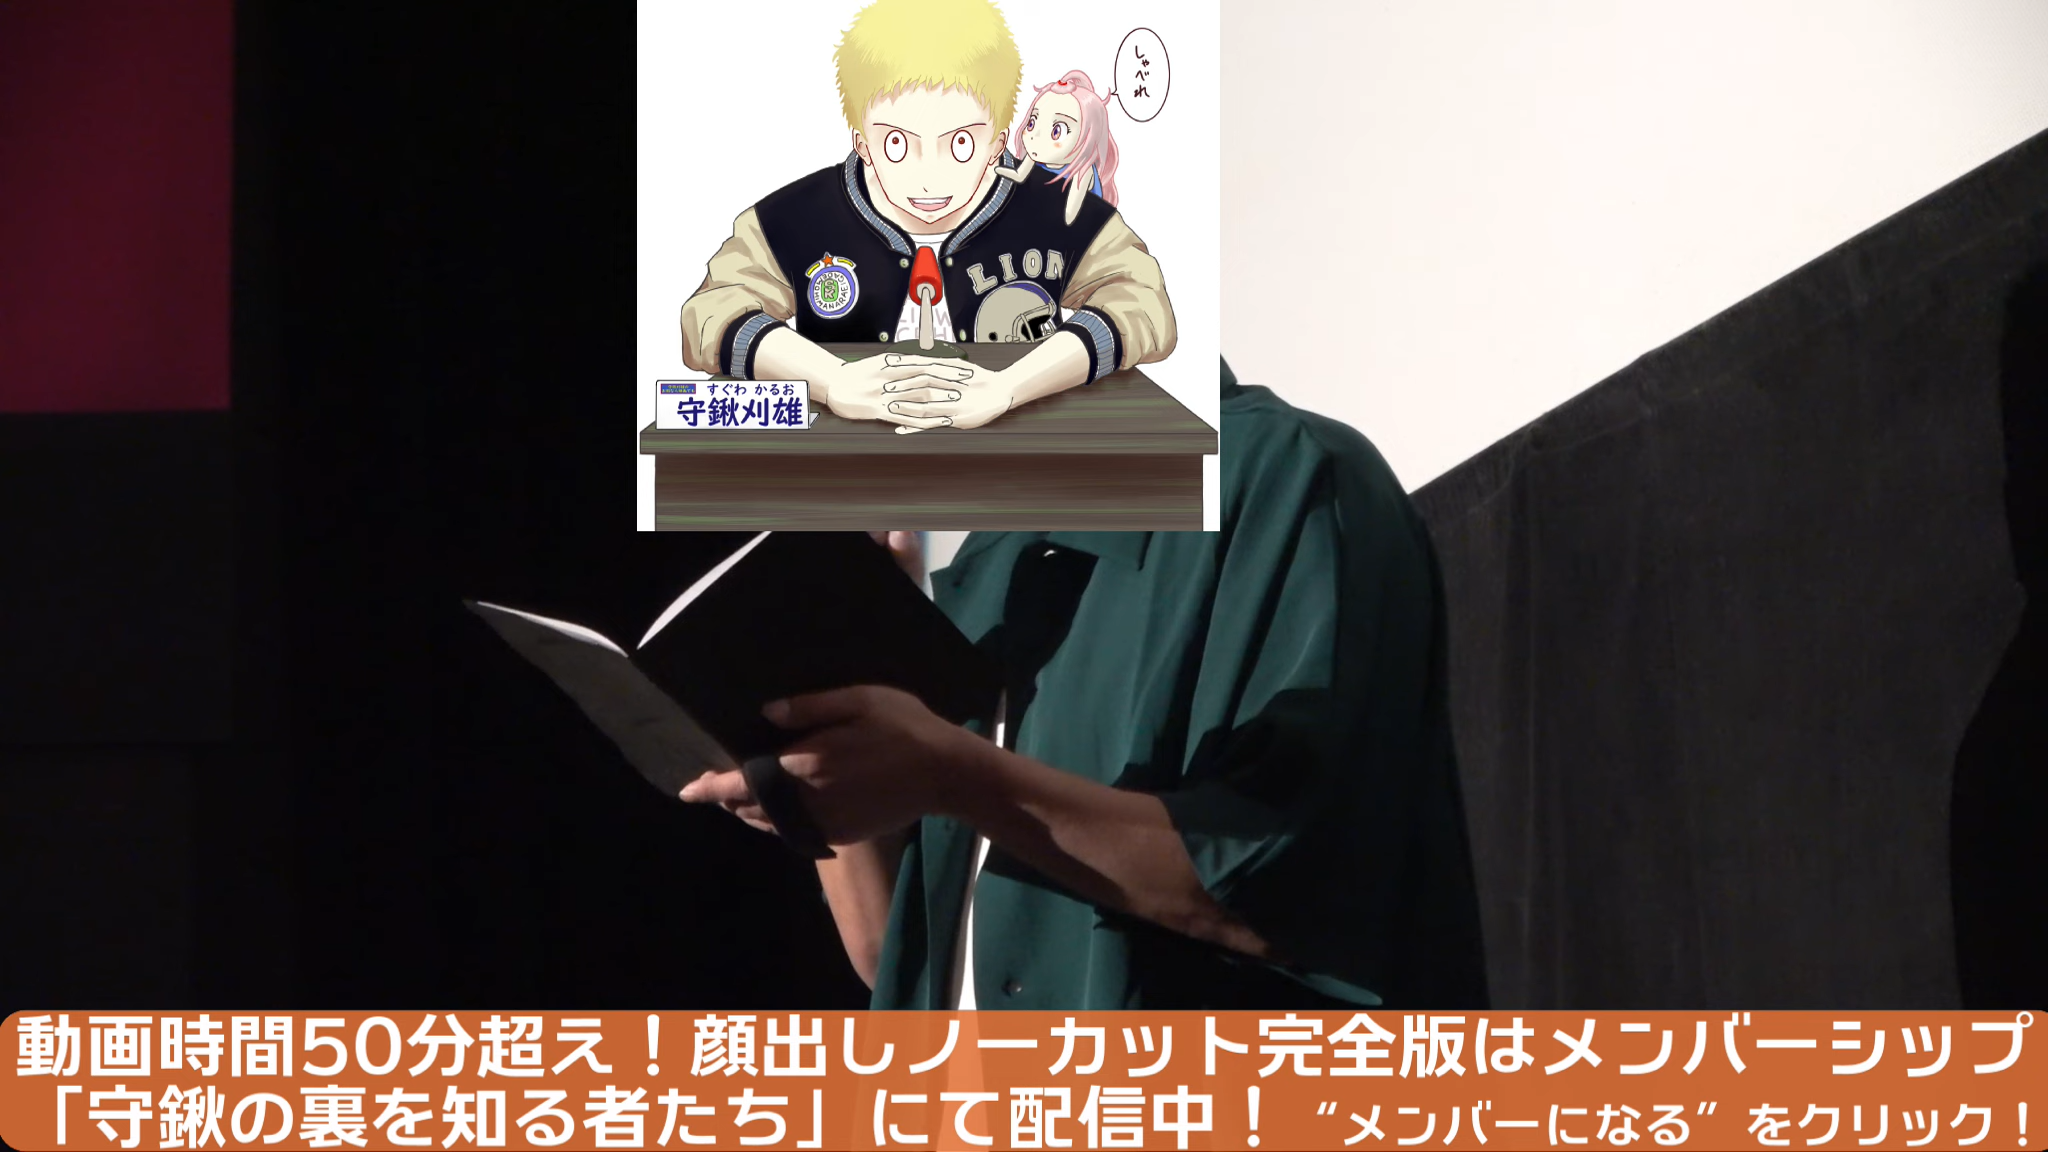 しゃべれ
LION
すぐわ かるお
守鍬刈雄
動画時間50分超え！顔出しノーカット完全版はメンバーシップ
「守鍬の裏を知る者たち」にて配信中！ “メンバーになる”をクリック！